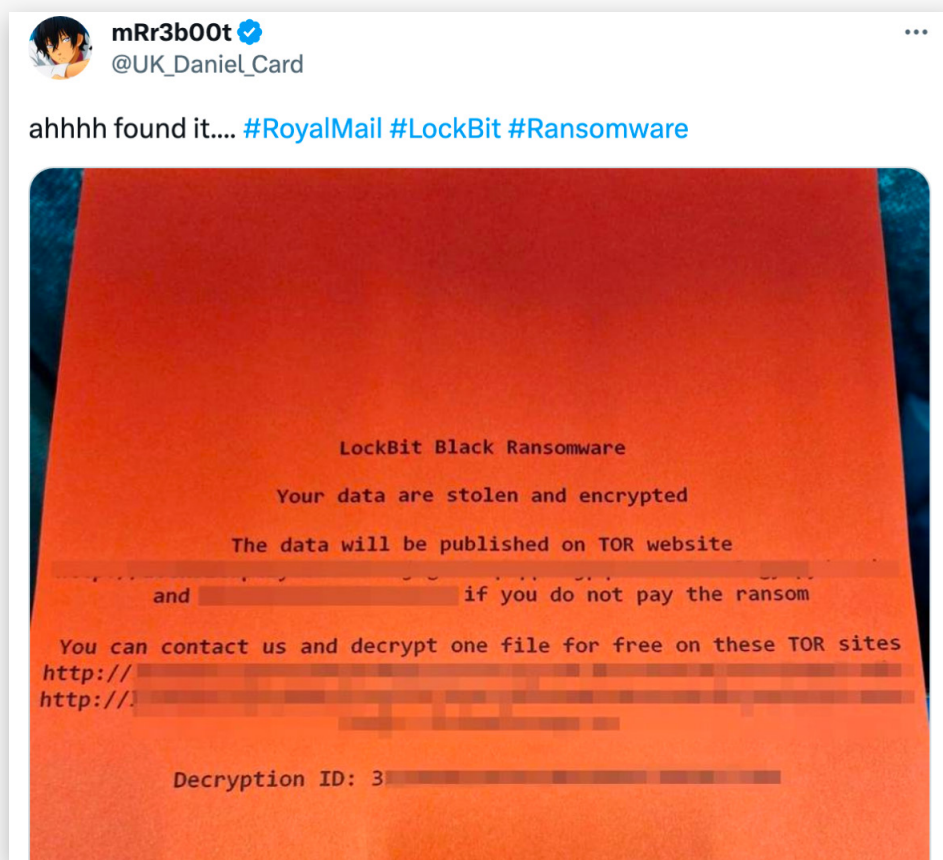 mRr3b00t
@UK_Daniel_Card
ahhhh found it.... #RoyalMail #LockBit #Ransomware
LockBit Black Ransomware
Your data are stolen and encrypted
The data will be published on TOR website
and if you do not pay the ransom
You can contact us and decrypt one file for free on these TOR sites
http://
http://
Decryption ID: 3